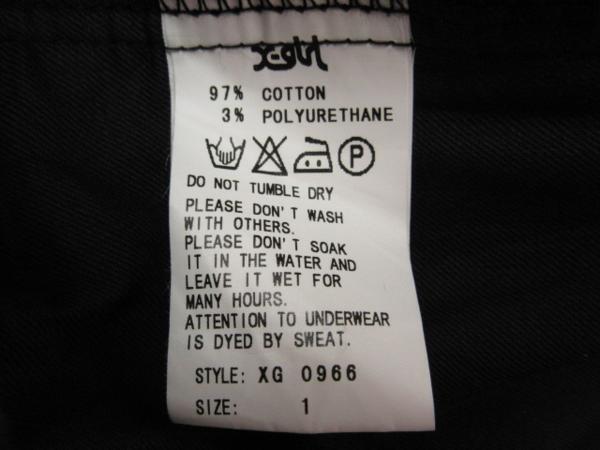 X-girl
97% COTTON
3% POLYURETHANE
P
DO NOT TUMBLE DRY
PLEASE DON'T WASH
WITH OTHERS.
PLEASE DON'T SOAK
IT IN THE WATER AND
LEAVE IT WET FOR
MANY HOURS.
ATTENTION TO UNDERWEAR
IS DYED BY SWEAT.
STYLE: XG 0966
SIZE: 1